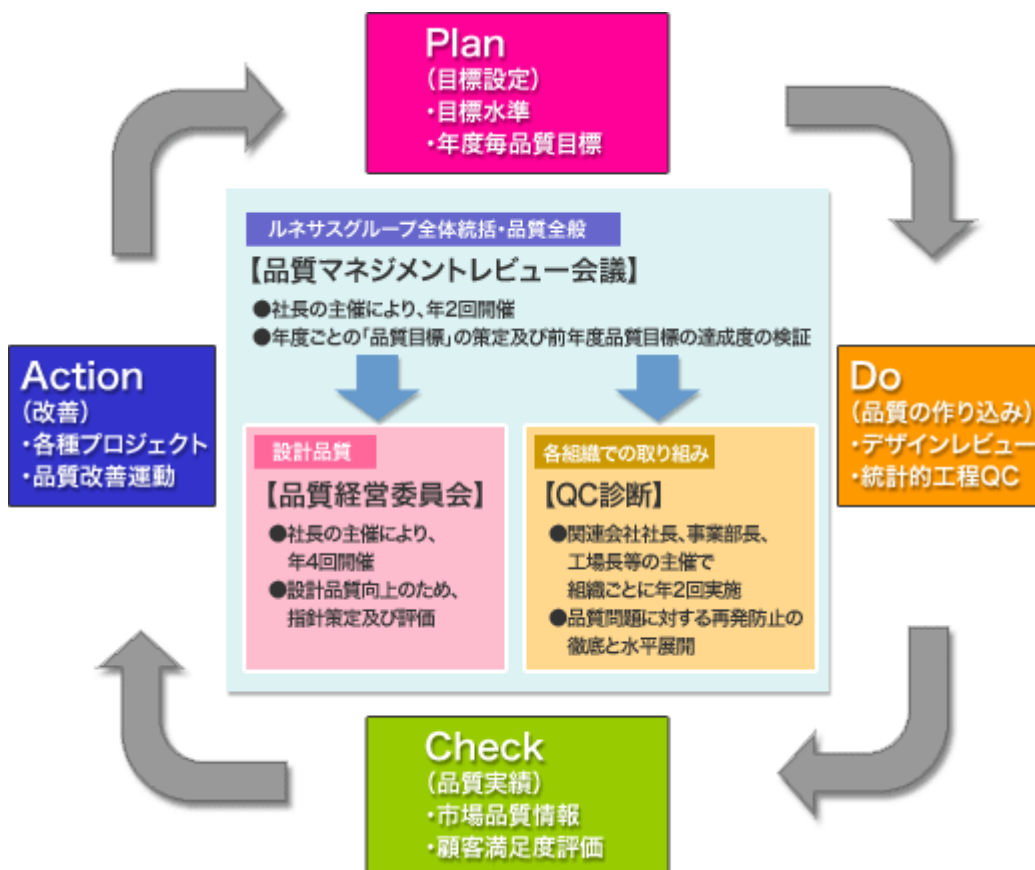 Plan
(目標設定)
・目標水準
・年度毎品質目標
ルネサスグループ全体統括・品質全般
【品質マネジメントレビュー会議】
●社長の主催により、年2回開催
●年度ごとの「品質目標」の策定及び前年度品質目標の達成度の検証
Action
(改善)
・各種プロジェクト
・品質改善運動
Do
(品質の作り込み)
・デザインレビュー
・統計的工程QC
設計品質
【品質経営委員会】
●社長の主催により、
年4回開催
●設計品質向上のため、
指針策定及び評価
各組織での取り組み
【QC診断】
●関連会社社長、事業部長、
工場長等の主催で
組織ごとに年2回実施
●品質問題に対する再発防止の
徹底と水平展開
Check
(品質実績)
・市場品質情報
・顧客満足度評価